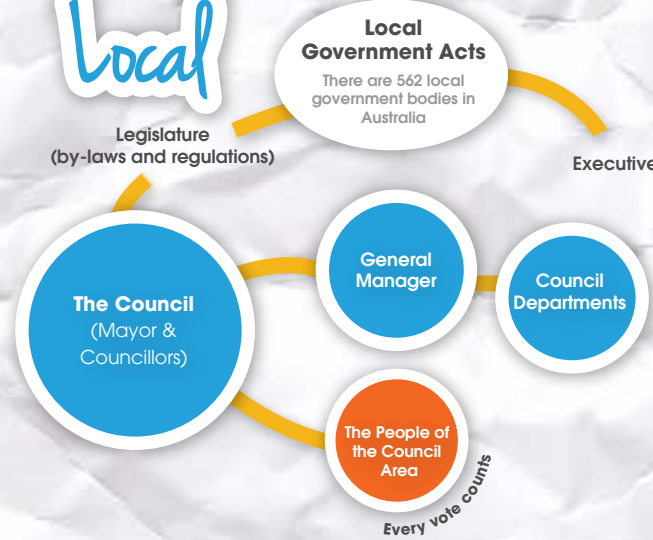 Local
Local
Government Acts
There are 562 local
government bodies in
Australia
Legislature
(by-laws and regulations)
Executive
The Council
(Mayor &
Councillors)
General
Manager
Council
Departments
The People of
the Council
Area
Every vote counts